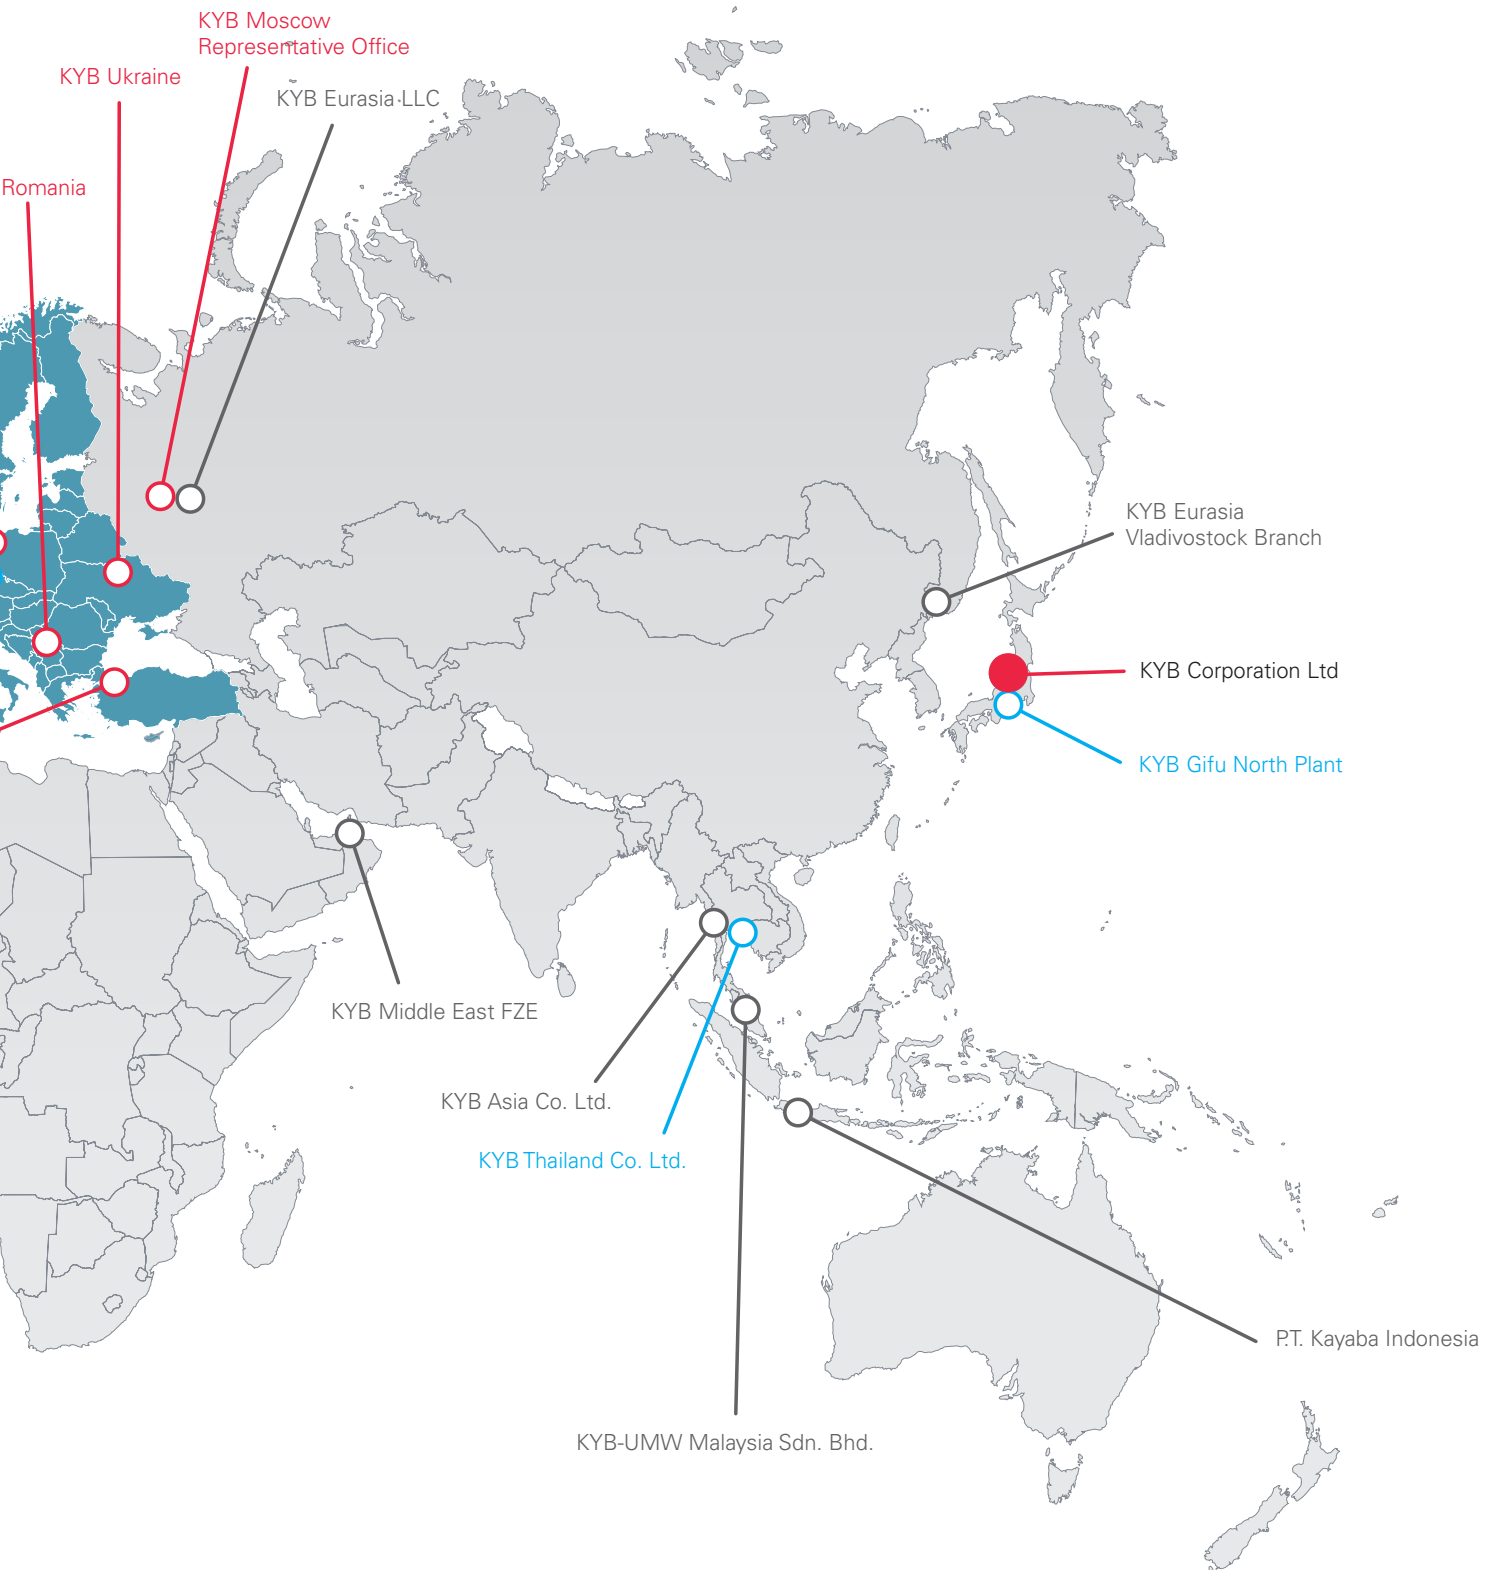 KYB Moscow
Representative Office
KYB Ukraine
KYB Eurasia LLC
Romania
KYB Eurasia
Vladivostock Branch
KYB Corporation Ltd
KYB Gifu North Plant
KYB Middle East FZE
KYB Asia Co. Ltd.
KYB Thailand Co. Ltd.
P.T. Kayaba Indonesia
KYB-UMW Malaysia Sdn. Bhd.